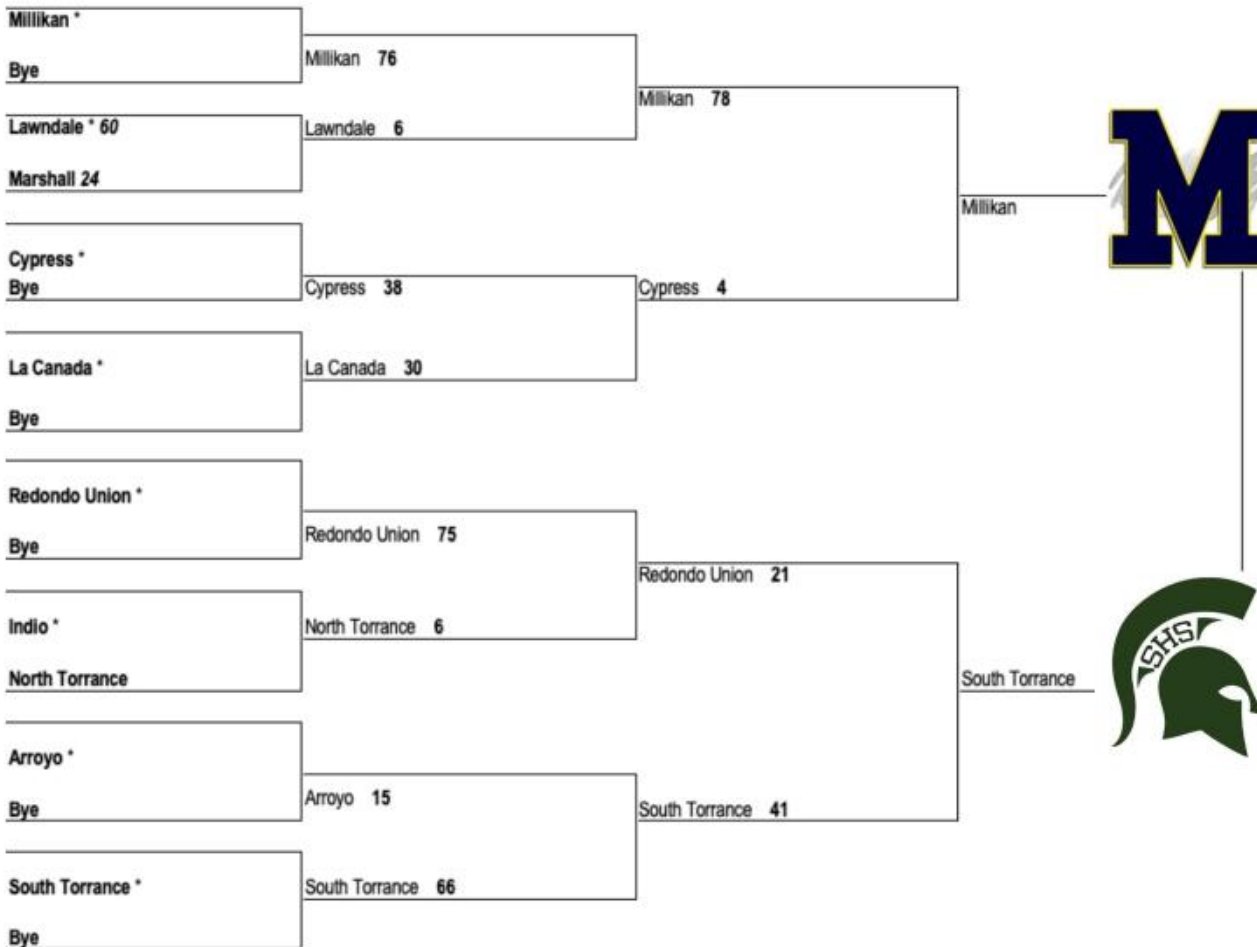 Millikan *
Bye
Lawndale * 60
Marshall 24
Cypress *
Bye
La Canada *
Bye
Redondo Union *
Bye
Indio *
North Torrance
Arroyo *
Bye
South Torrance *
Bye
Millikan 76
Lawndale 6
Cypress 38
La Canada 30
Redondo Union 75
North Torrance 6
Arroyo 15
South Torrance 66
Millikan 78
Cypress 4
Redondo Union 21
South Torrance 41
Millikan
South Torrance
M
SHS